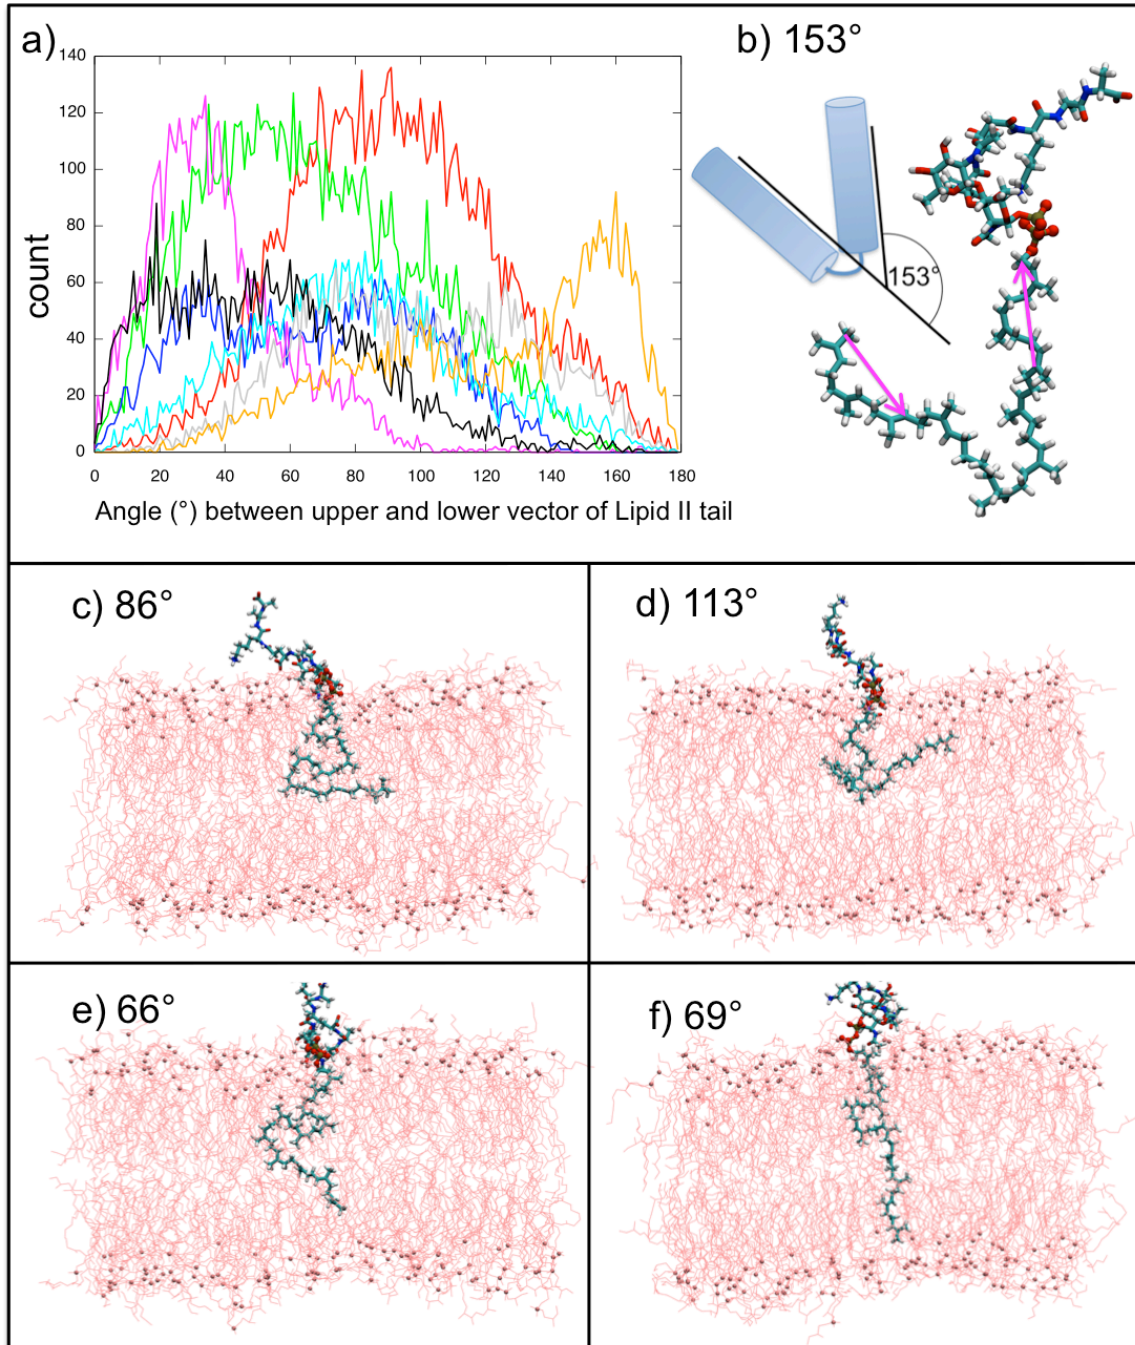 a)
b) 153°
140
120
100
80
60
40
20
0
count
0 20 40 60 80 100 120 140 160 180
Angle (°) between upper and lower vector of Lipid II tail
153°
c) 86°
d) 113°
e) 66°
f) 69°